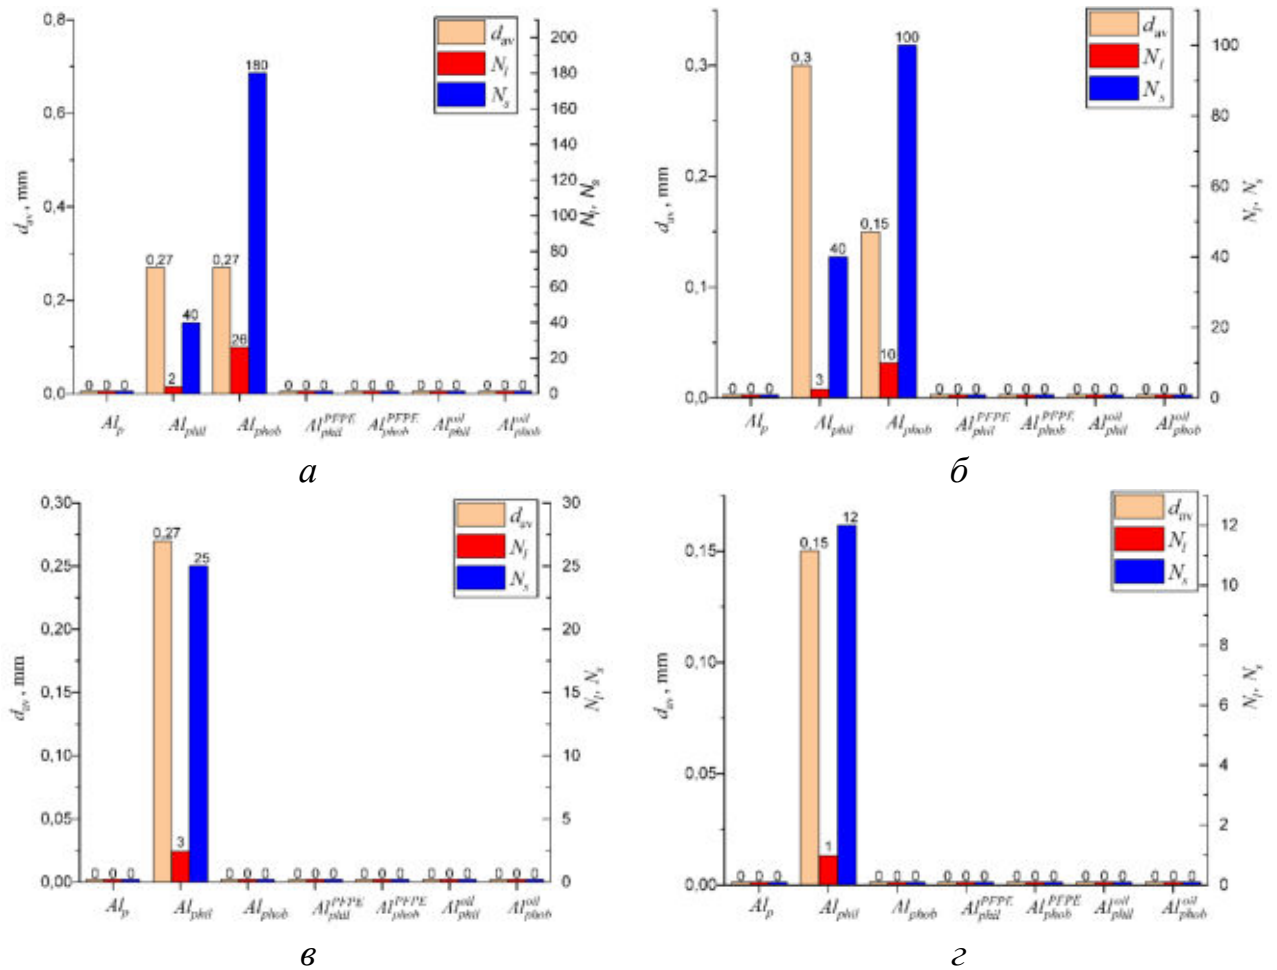 d_av
N_l
N_s
d_av, mm
0,8
0,6
0,4
0,2
0,0
N_l, N_s
200
180
160
140
120
100
80
60
40
20
0
0 0 0
0,27
2
40
0,27
26
180
0 0 0
0 0 0
0 0 0
0 0 0
Al_p
Al_phil
Al_phob
Al_phil^PFPE
Al_phob^PFPE
Al_phil^oil
Al_phob^oil
а
d_av
N_l
N_s
d_av, mm
0,3
0,2
0,1
0,0
N_l, N_s
100
80
60
40
20
0
0 0 0
0,3
3
40
0,15
10
100
0 0 0
0 0 0
0 0 0
0 0 0
Al_p
Al_phil
Al_phob
Al_phil^PFPE
Al_phob^PFPE
Al_phil^oil
Al_phob^oil
б
d_av
N_l
N_s
d_av, mm
0,30
0,25
0,20
0,15
0,10
0,05
0,00
N_l, N_s
30
25
20
15
10
5
0
0 0 0
0,27
3
25
0 0 0
0 0 0
0 0 0
0 0 0
0 0 0
Al_p
Al_phil
Al_phob
Al_phil^PFPE
Al_phob^PFPE
Al_phil^oil
Al_phob^oil
в
d_av
N_l
N_s
d_av, mm
0,15
0,10
0,05
0,00
N_l, N_s
12
10
8
6
4
2
0
0 0 0
0,15
1
12
0 0 0
0 0 0
0 0 0
0 0 0
0 0 0
Al_p
Al_phil
Al_phob
Al_phil^PFPE
Al_phob^PFPE
Al_phil^oil
Al_phob^oil
г